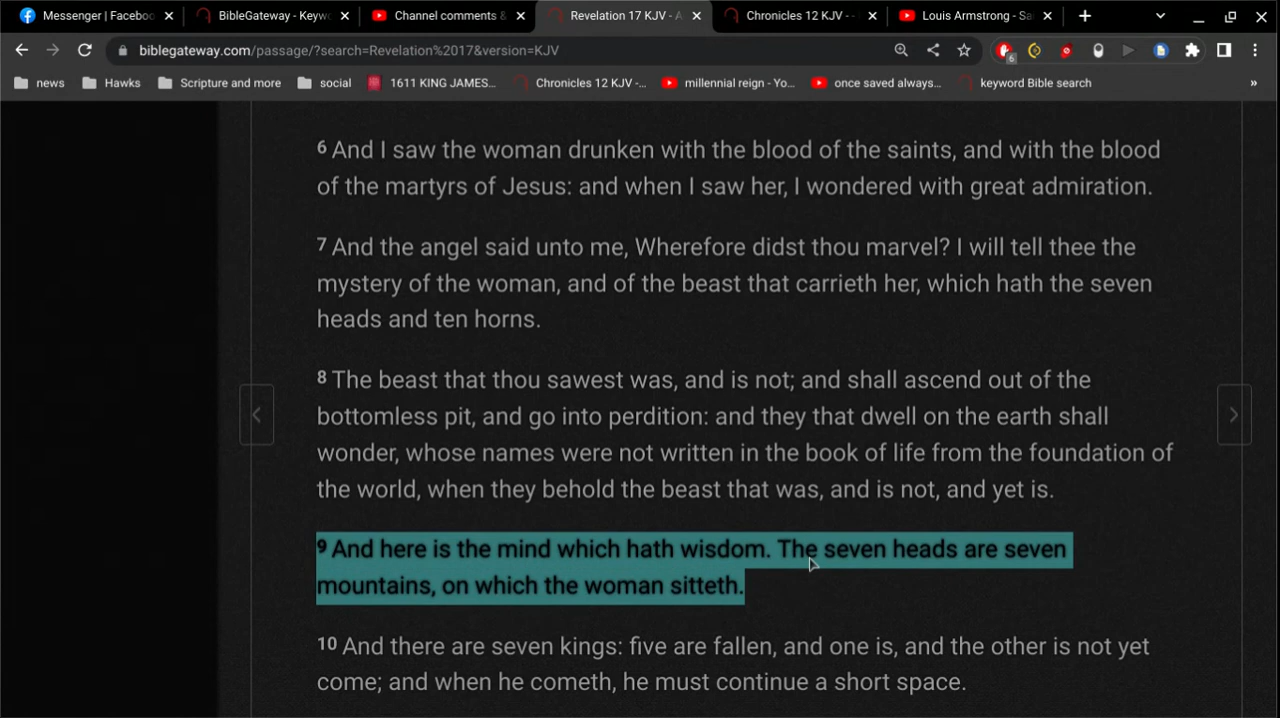 Messenger | Faceboo
BibleGateway - Keyw
Channel comments &
Revelation 17 KJV - A
Chronicles 12 KJV - -
Louis Armstrong - Sa
biblegateway.com/passage/?search=Revelation%2017&version=KJV
6
news
Hawks
Scripture and more
social
1611 KING JAMES...
Chronicles 12 KJV -...
millennial reign - Yo...
once saved always...
keyword Bible search
»
6 And I saw the woman drunken with the blood of the saints, and with the blood
of the martyrs of Jesus: and when I saw her, I wondered with great admiration.
7 And the angel said unto me, Wherefore didst thou marvel? I will tell thee the
mystery of the woman, and of the beast that carrieth her, which hath the seven
heads and ten horns.
8 The beast that thou sawest was, and is not; and shall ascend out of the
bottomless pit, and go into perdition: and they that dwell on the earth shall
wonder, whose names were not written in the book of life from the foundation of
the world, when they behold the beast that was, and is not, and yet is.
9 And here is the mind which hath wisdom. The seven heads are seven
mountains, on which the woman sitteth.
10 And there are seven kings: five are fallen, and one is, and the other is not yet
come; and when he cometh, he must continue a short space.